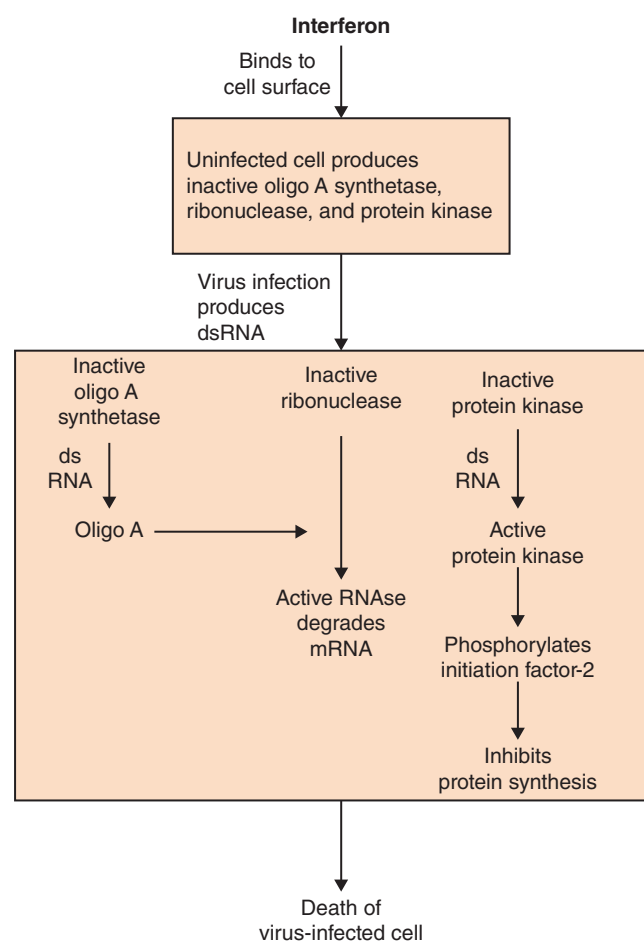 Interferon
Binds to
cell surface
Uninfected cell produces
inactive oligo A synthetase,
ribonuclease, and protein kinase
Virus infection
produces
dsRNA
Inactive
oligo A
synthetase
ds
RNA
Oligo A
Inactive
ribonuclease
Active RNAse
degrades
mRNA
Inactive
protein kinase
ds
RNA
Active
protein kinase
Phosphorylates
initiation factor-2
Inhibits
protein synthesis
Death of
virus-infected cell